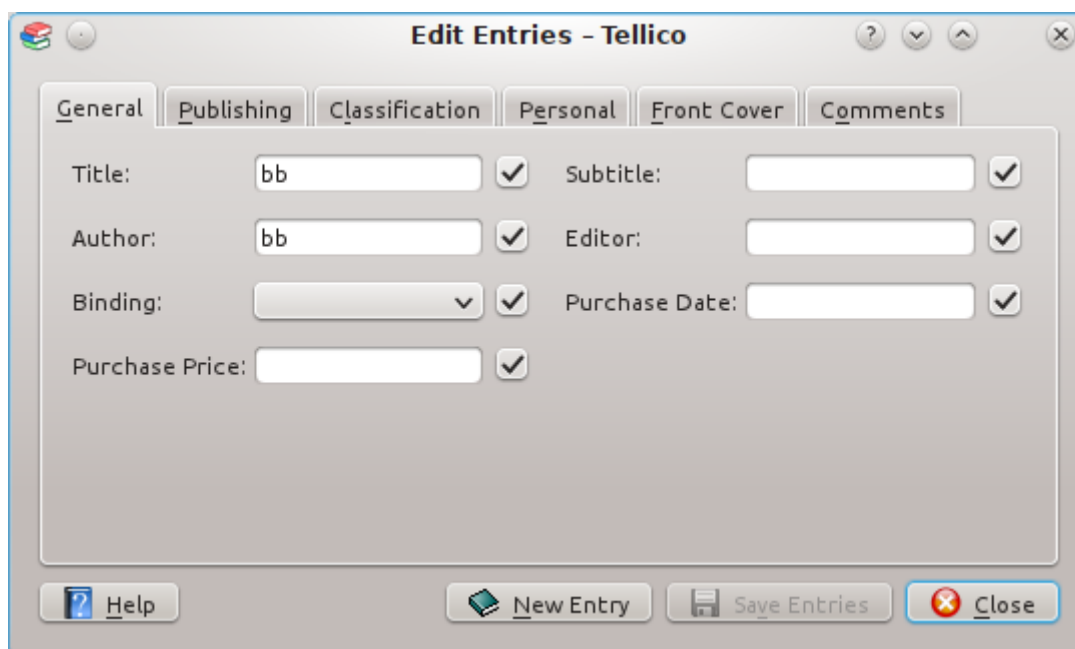 Edit Entries – Tellico
General Publishing Classification Personal Front Cover Comments
Title: bb Subtitle:
Author: bb Editor:
Binding: Purchase Date:
Purchase Price:
Help New Entry Save Entries Close